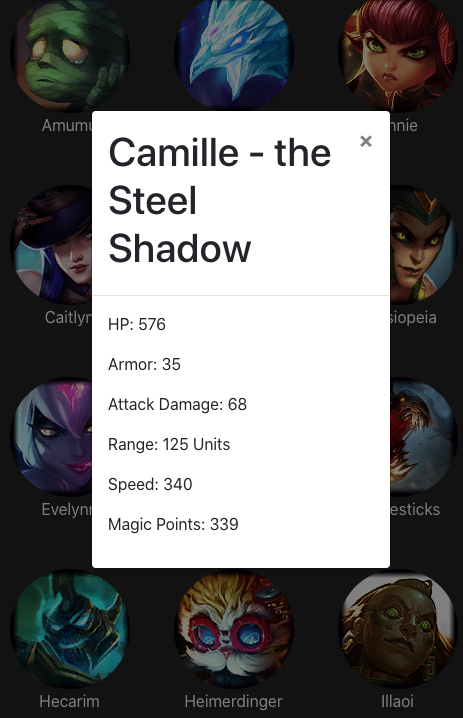 Amumu
nnie
Camille - the
Steel
Shadow
×
Caitlyn
siopeia
HP: 576
Armor: 35
Attack Damage: 68
Range: 125 Units
Speed: 340
Magic Points: 339
Evelynn
esticks
Hecarim
Heimerdinger
Illaoi